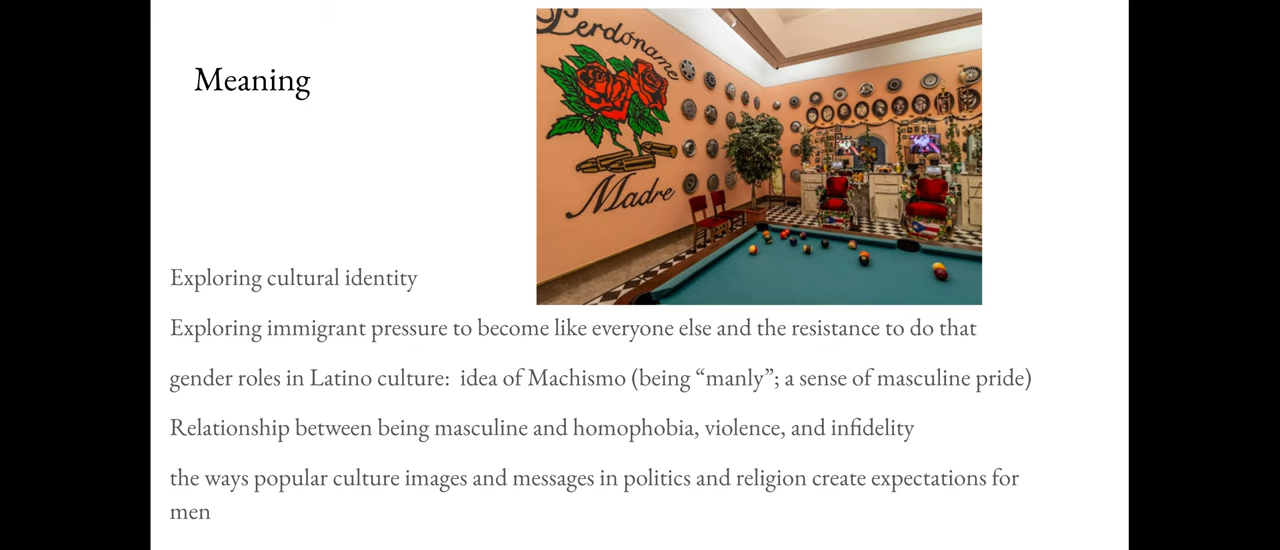 Meaning
Perdóname
Madre
Exploring cultural identity
Exploring immigrant pressure to become like everyone else and the resistance to do that
gender roles in Latino culture:  idea of Machismo (being “manly”; a sense of masculine pride)
Relationship between being masculine and homophobia, violence, and infidelity
the ways popular culture images and messages in politics and religion create expectations for
men